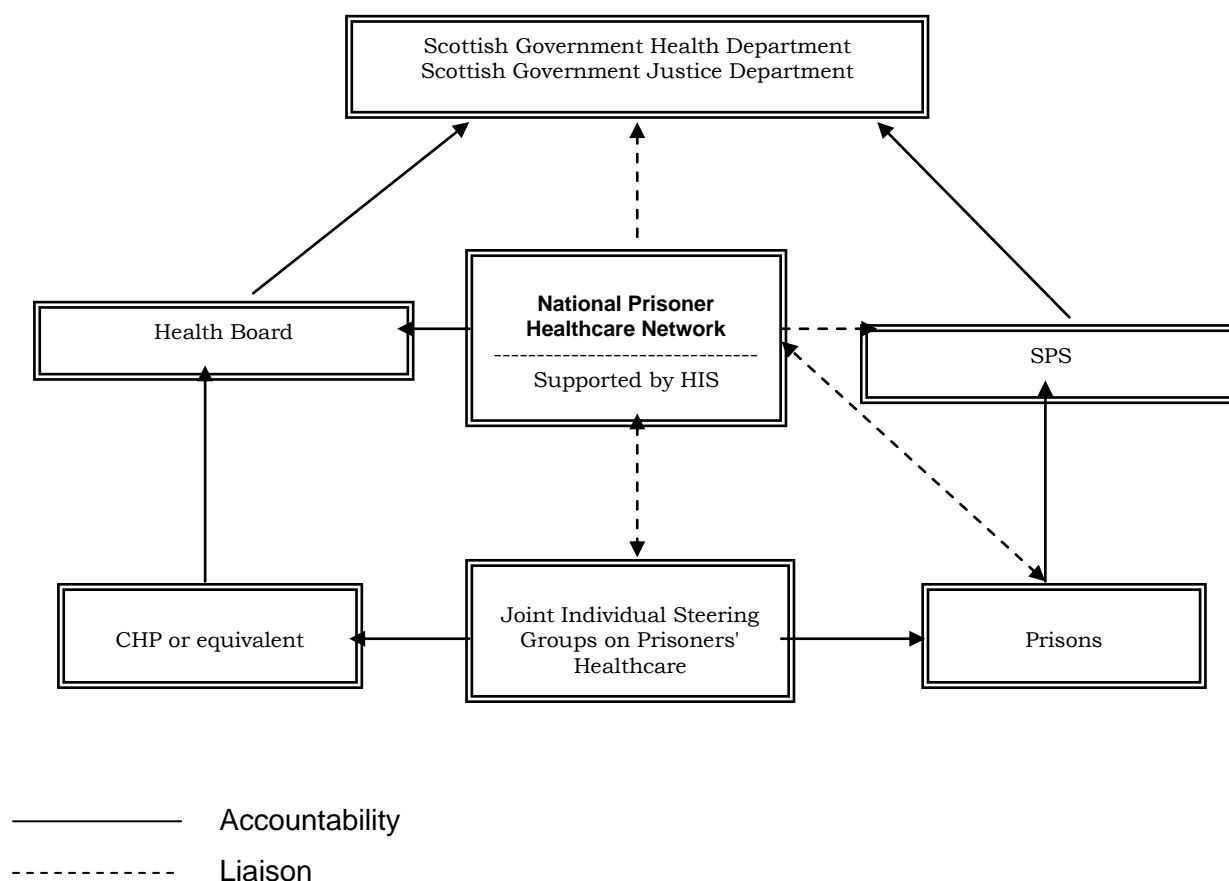 Scottish Government Health Department
Scottish Government Justice Department
National Prisoner
Healthcare Network
Supported by HIS
Health Board
SPS
CHP or equivalent
Joint Individual Steering
Groups on Prisoners'
Healthcare
Prisons
Accountability
Liaison